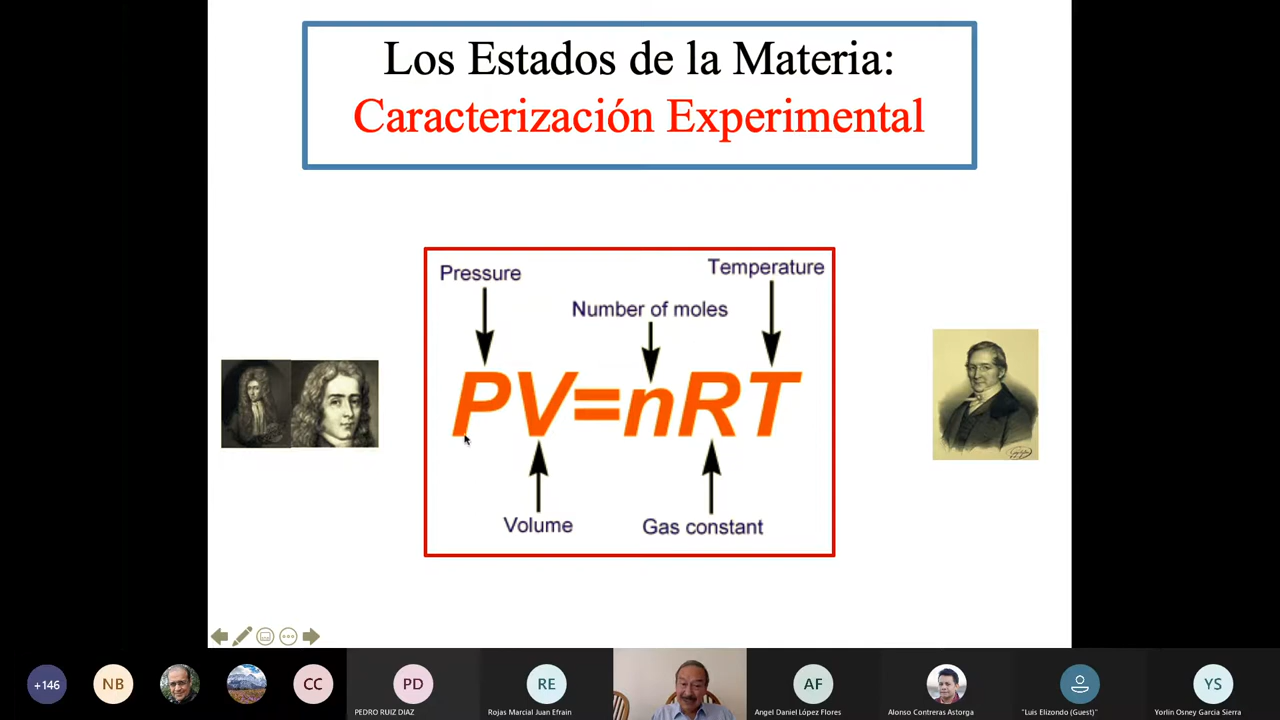 Los Estados de la Materia:
Caracterización Experimental
Pressure
Temperature
Number of moles
PV=nRT
Volume
Gas constant
+146
NB
CC
PD
PEDRO RUIZ DIAZ
RE
Rojas Marcial Juan Efrain
AF
Angel Daniel López Flores
Alonso Contreras Astorga
"Luis Elizondo (Guest)"
YS
Yorlin Osney Garcia Sierra